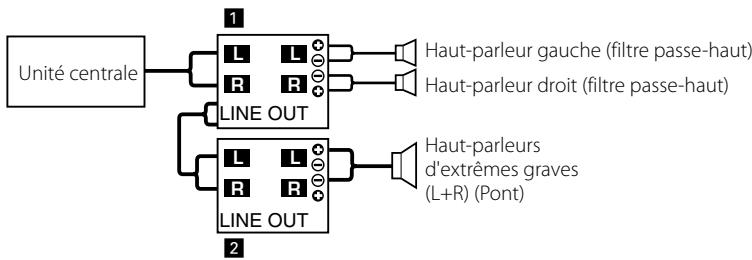 1
Unité centrale
L L
R R
LINE OUT
Haut-parleur gauche (filtre passe-haut)
Haut-parleur droit (filtre passe-haut)
L L
R R
LINE OUT
Haut-parleurs
d'extrêmes graves
(L+R) (Pont)
2